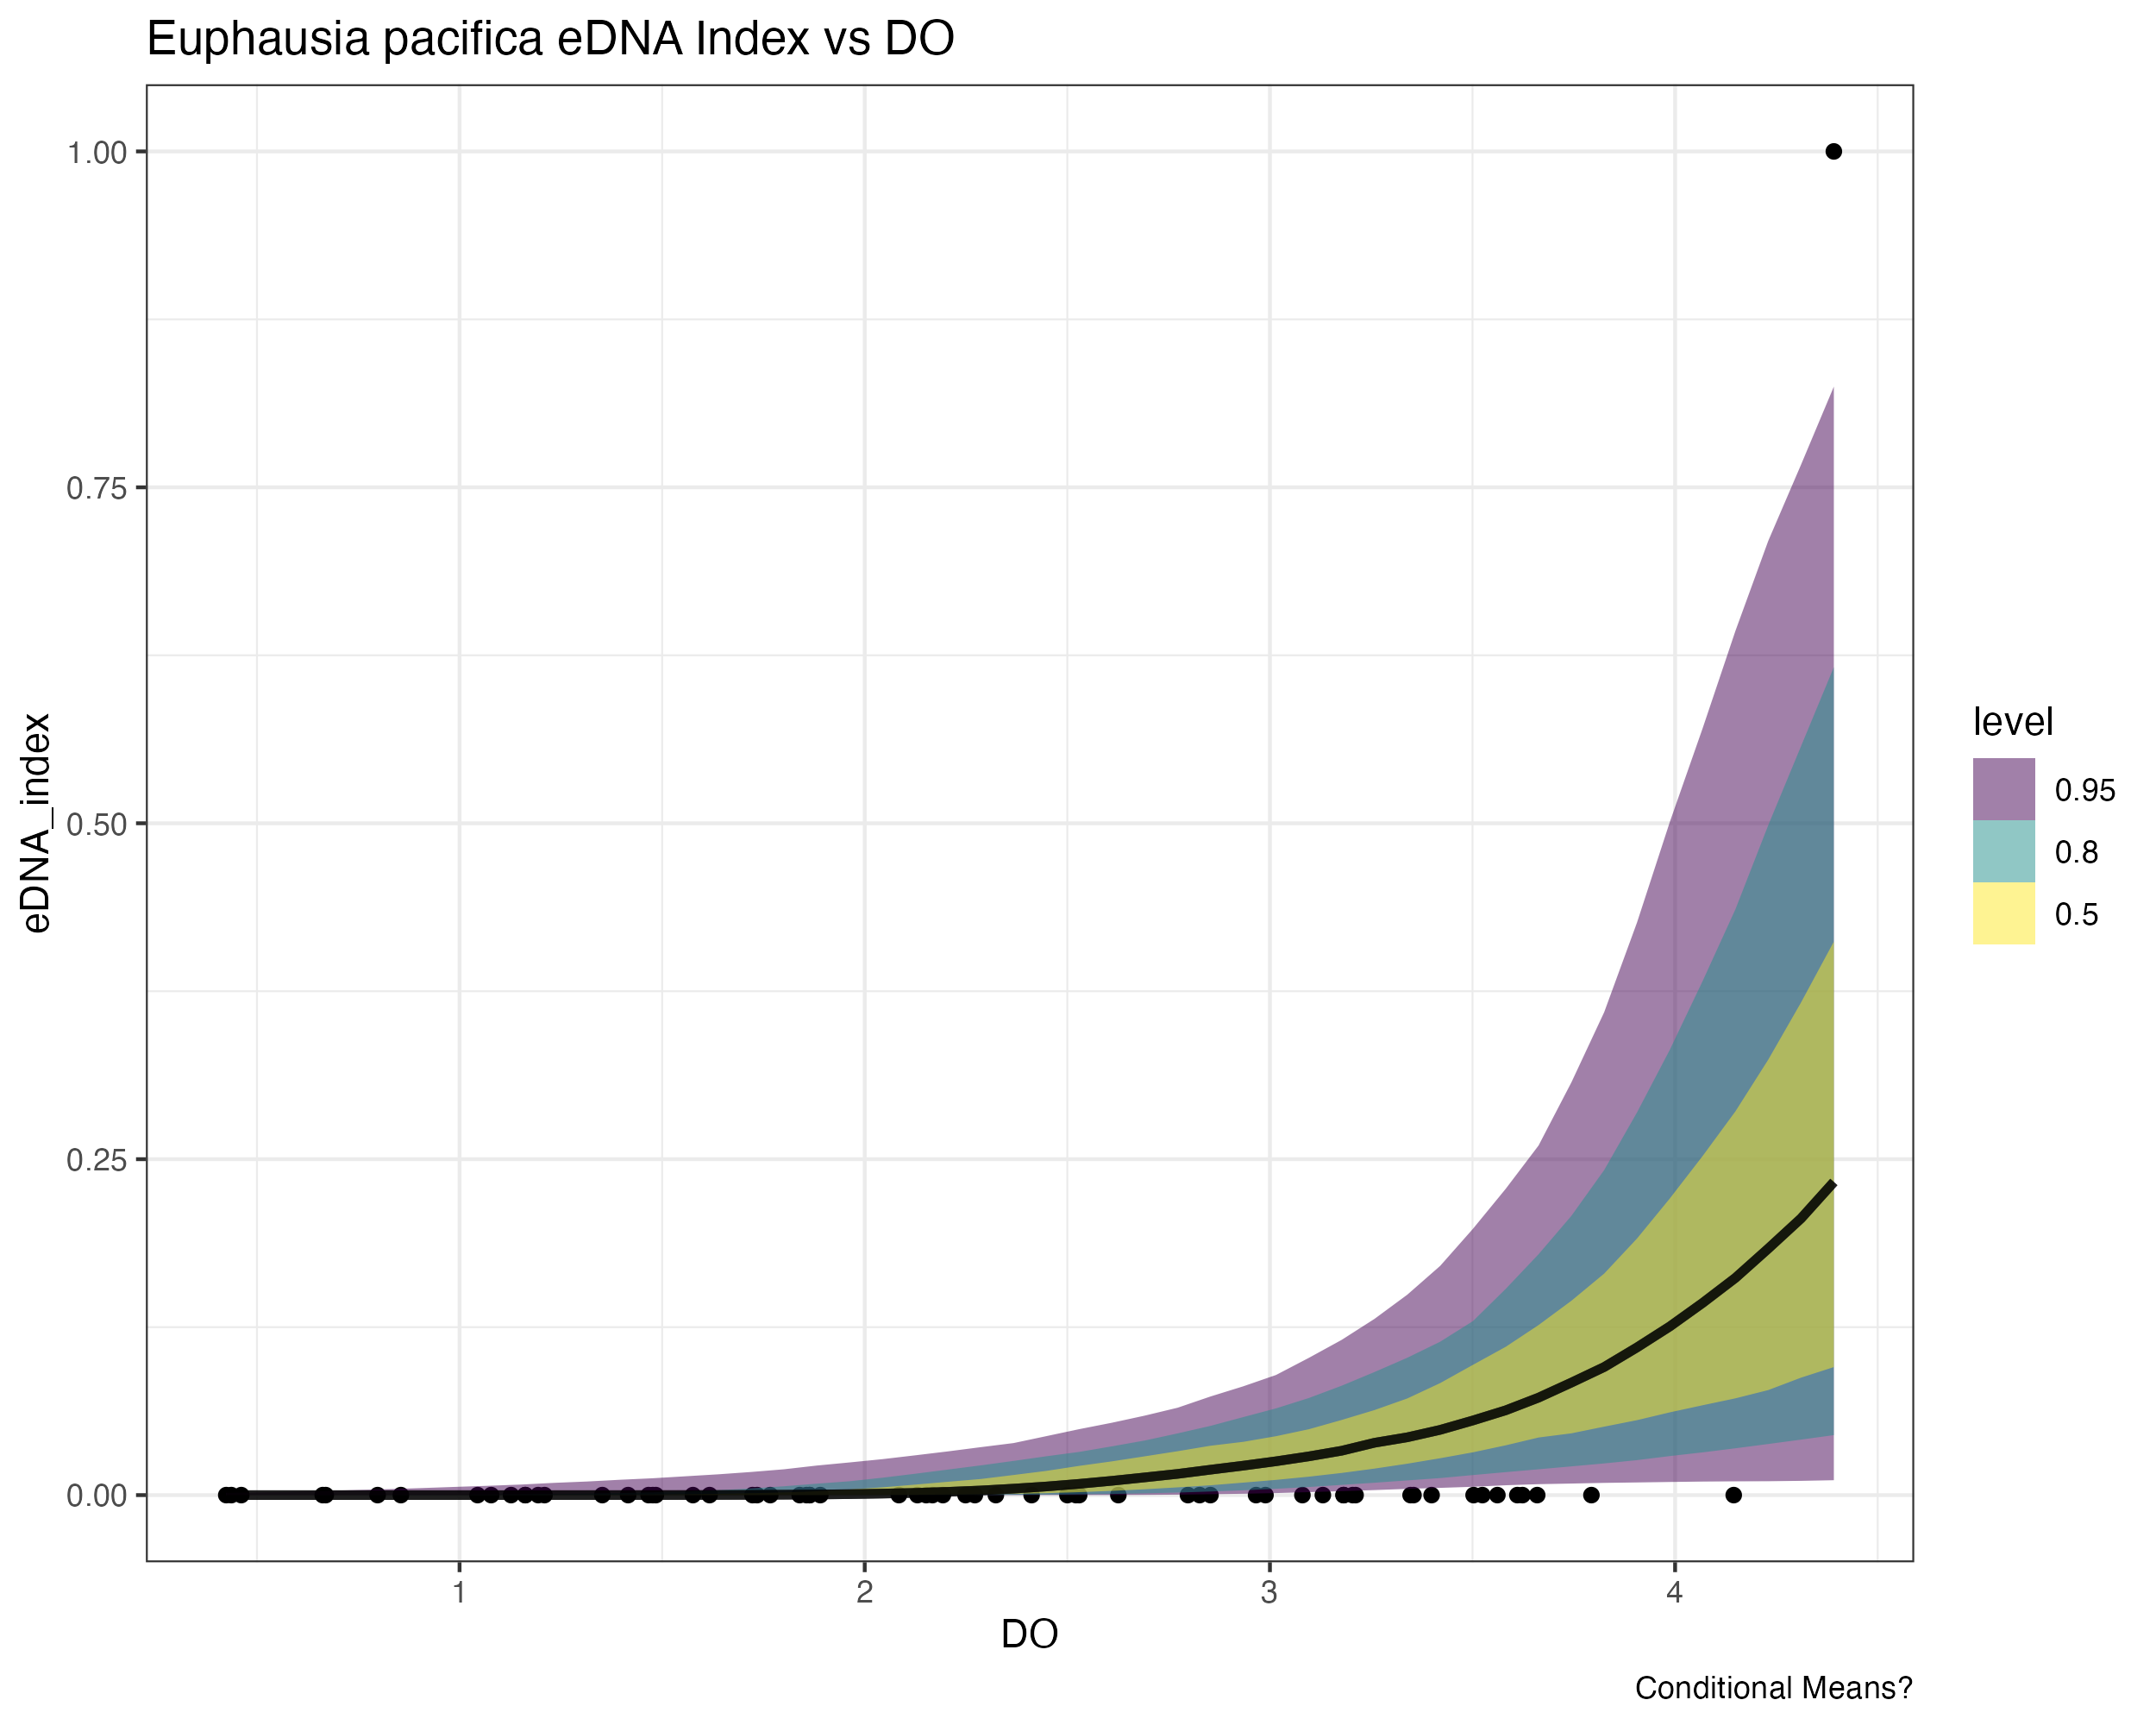 Euphausia pacifica eDNA Index vs DO
1.00
0.75
0.50
0.25
0.00
eDNA_index
1 2 3 4
DO
level
0.95
0.8
0.5
Conditional Means?